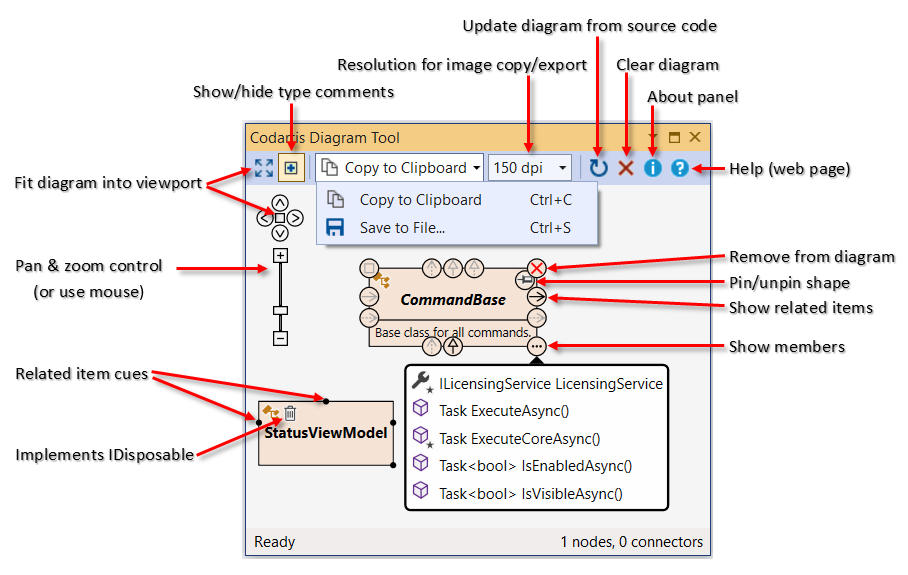 Update diagram from source code
Resolution for image copy/export
Clear diagram
Show/hide type comments
About panel
Codartis Diagram Tool
Fit diagram into viewport
Copy to Clipboard
150 dpi
Help (web page)
Copy to Clipboard Ctrl+C
Save to File... Ctrl+S
Pan & zoom control
(or use mouse)
Remove from diagram
Pin/unpin shape
CommandBase
Show related items
Base class for all commands.
Show members
Related item cues
ILicensingService LicensingService
Task ExecuteAsync()
StatusViewModel
Task ExecuteCoreAsync()
Implements IDisposable
Task<bool> IsEnabledAsync()
Task<bool> IsVisibleAsync()
Ready
1 nodes, 0 connectors